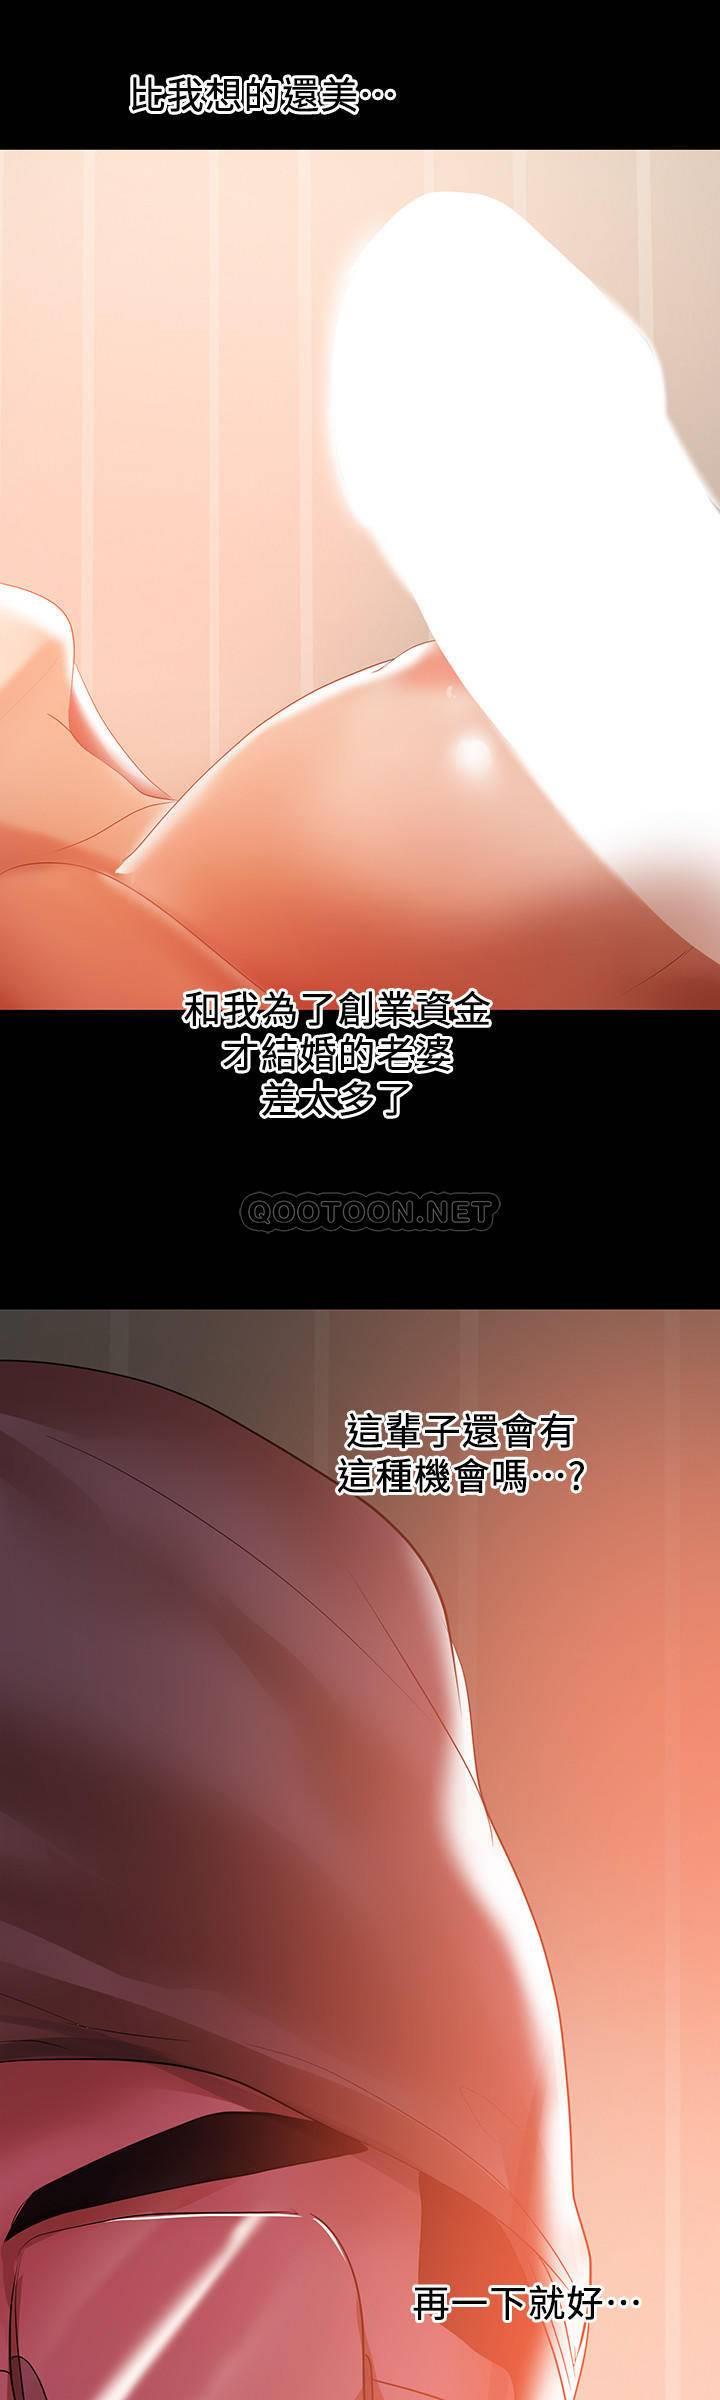 比我想的還美⋯
和我為了創業資金
才結婚的老婆
差太多了
QOOTOON.NET
這輩子還會有
這種機會嗎⋯?
再一下就好⋯